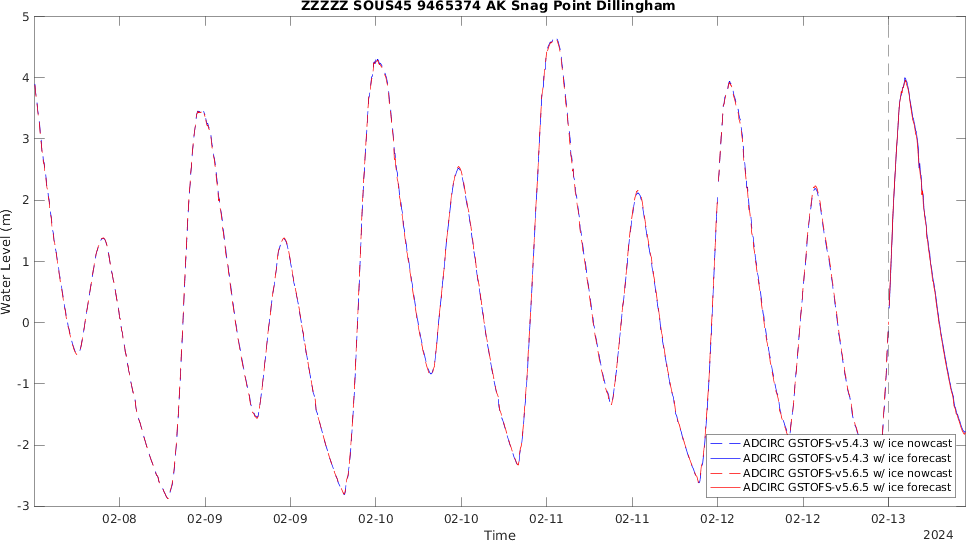 ZZZZZ SOUS45 9465374 AK Snag Point Dillingham
5
4
3
2
1
0
-1
-2
-3
Water Level (m)
ADCIRC GSTOFS-v5.4.3 w/ ice nowcast
ADCIRC GSTOFS-v5.4.3 w/ ice forecast
ADCIRC GSTOFS-v5.6.5 w/ ice nowcast
ADCIRC GSTOFS-v5.6.5 w/ ice forecast
02-08 02-09 02-09 02-10 02-10 02-11 02-11 02-12 02-12 02-13
Time
2024